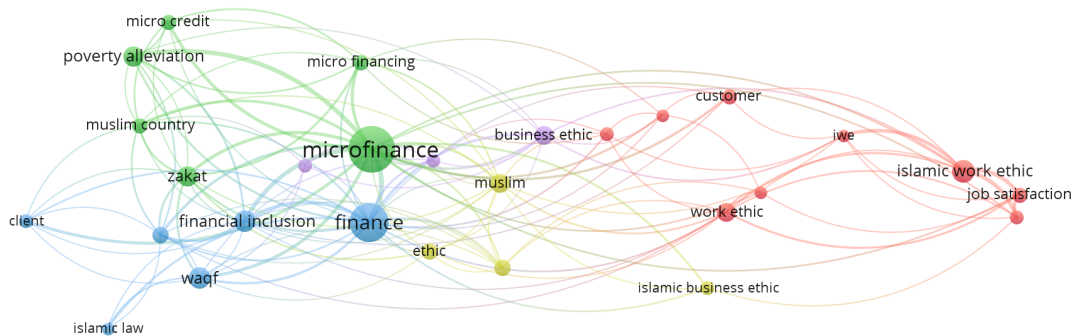 micro credit
poverty alleviation
micro financing
customer
muslim country
business ethic
iwe
microfinance
islamic work ethic
zakat
muslim
job satisfaction
work ethic
client
financial inclusion
finance
ethic
waqf
islamic business ethic
islamic law